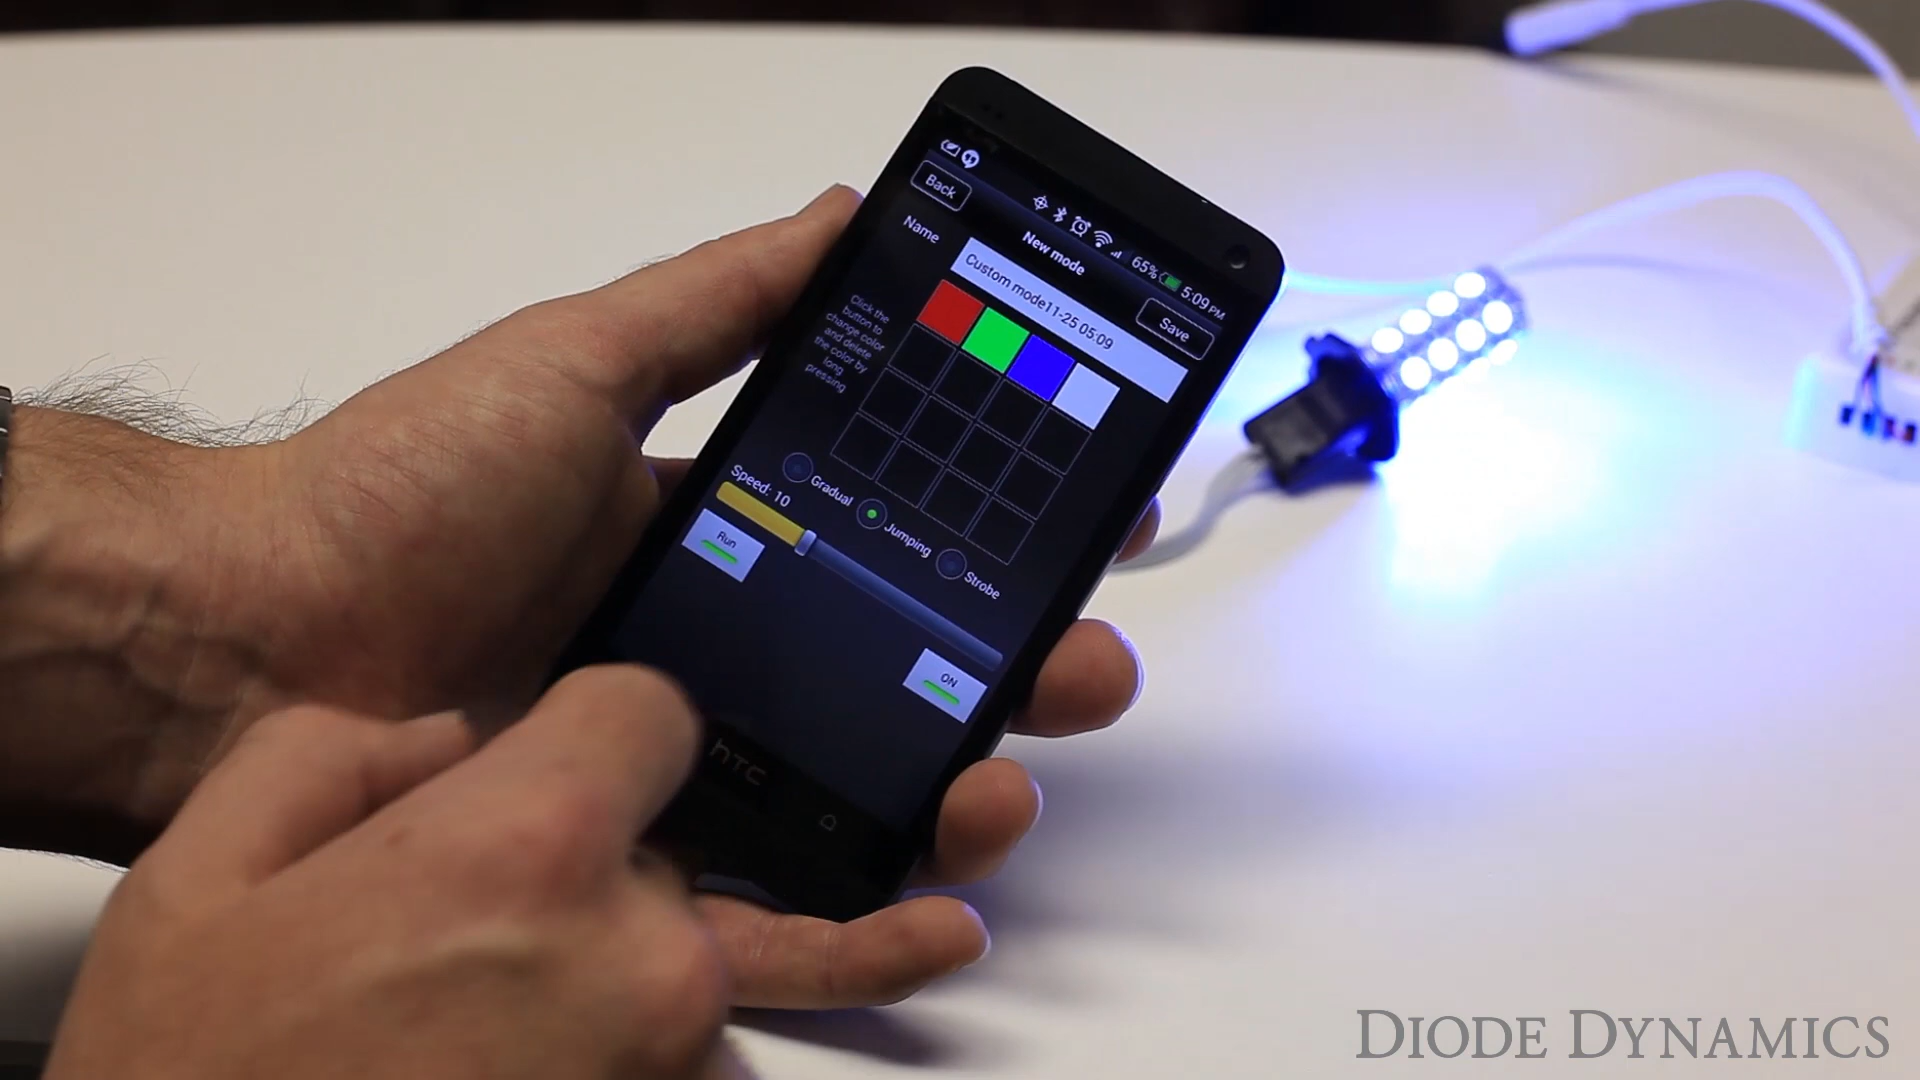 65% 5:09 PM
Back
New mode
Save
Name
Custom mode11-25 05:09
Click the
button to
change color
and delete
the color by
long
pressing
Gradual
Jumping
Strobe
Speed: 10
Run
ON
hTC
DIODE DYNAMICS